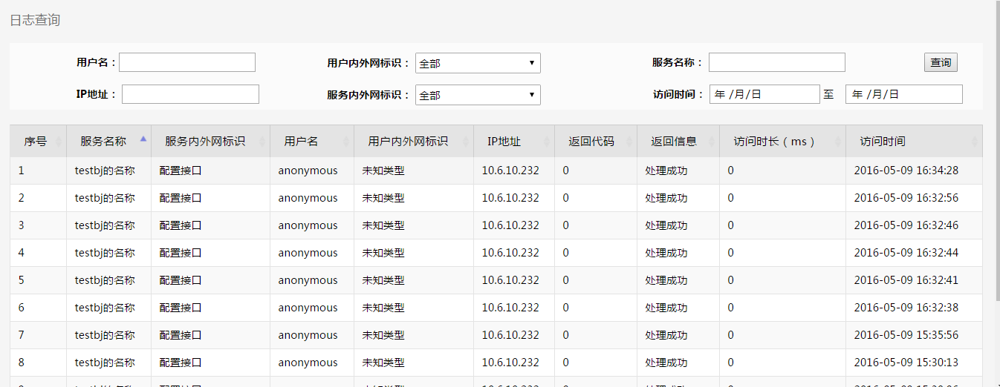 日志查询
用户名： 用户内外网标识： 全部 服务名称： 查询
IP地址： 服务内外网标识： 全部 访问时间： 年 /月/日 至 年 /月/日
序号 服务名称 服务内外网标识 用户名 用户内外网标识 IP地址 返回代码 返回信息 访问时长（ms） 访问时间
1 testbj的名称 配置接口 anonymous 未知类型 10.6.10.232 0 处理成功 0 2016-05-09 16:34:28
2 testbj的名称 配置接口 anonymous 未知类型 10.6.10.232 0 处理成功 0 2016-05-09 16:32:56
3 testbj的名称 配置接口 anonymous 未知类型 10.6.10.232 0 处理成功 0 2016-05-09 16:32:46
4 testbj的名称 配置接口 anonymous 未知类型 10.6.10.232 0 处理成功 0 2016-05-09 16:32:44
5 testbj的名称 配置接口 anonymous 未知类型 10.6.10.232 0 处理成功 0 2016-05-09 16:32:41
6 testbj的名称 配置接口 anonymous 未知类型 10.6.10.232 0 处理成功 0 2016-05-09 16:32:38
7 testbj的名称 配置接口 anonymous 未知类型 10.6.10.232 0 处理成功 0 2016-05-09 15:35:56
8 testbj的名称 配置接口 anonymous 未知类型 10.6.10.232 0 处理成功 0 2016-05-09 15:30:13